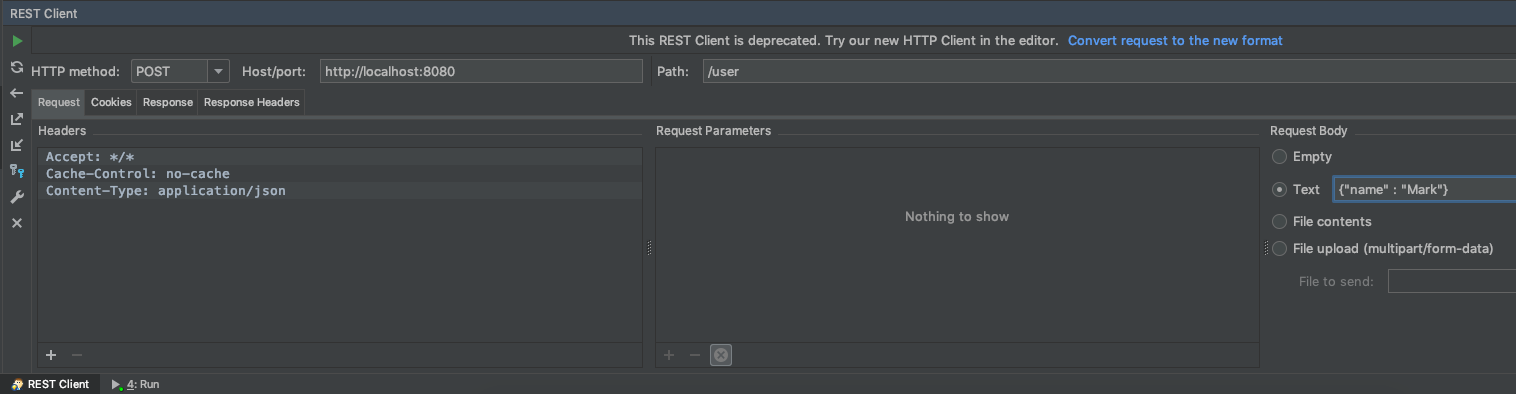 REST Client
This REST Client is deprecated. Try our new HTTP Client in the editor. Convert request to the new format
HTTP method: POST Host/port: http://localhost:8080 Path: /user
Request Cookies Response Response Headers
Headers Request Parameters Request Body
Accept: */*
Cache-Control: no-cache
Content-Type: application/json
Nothing to show
Empty
Text {"name" : "Mark"}
File contents
File upload (multipart/form-data)
File to send:
REST Client 4: Run